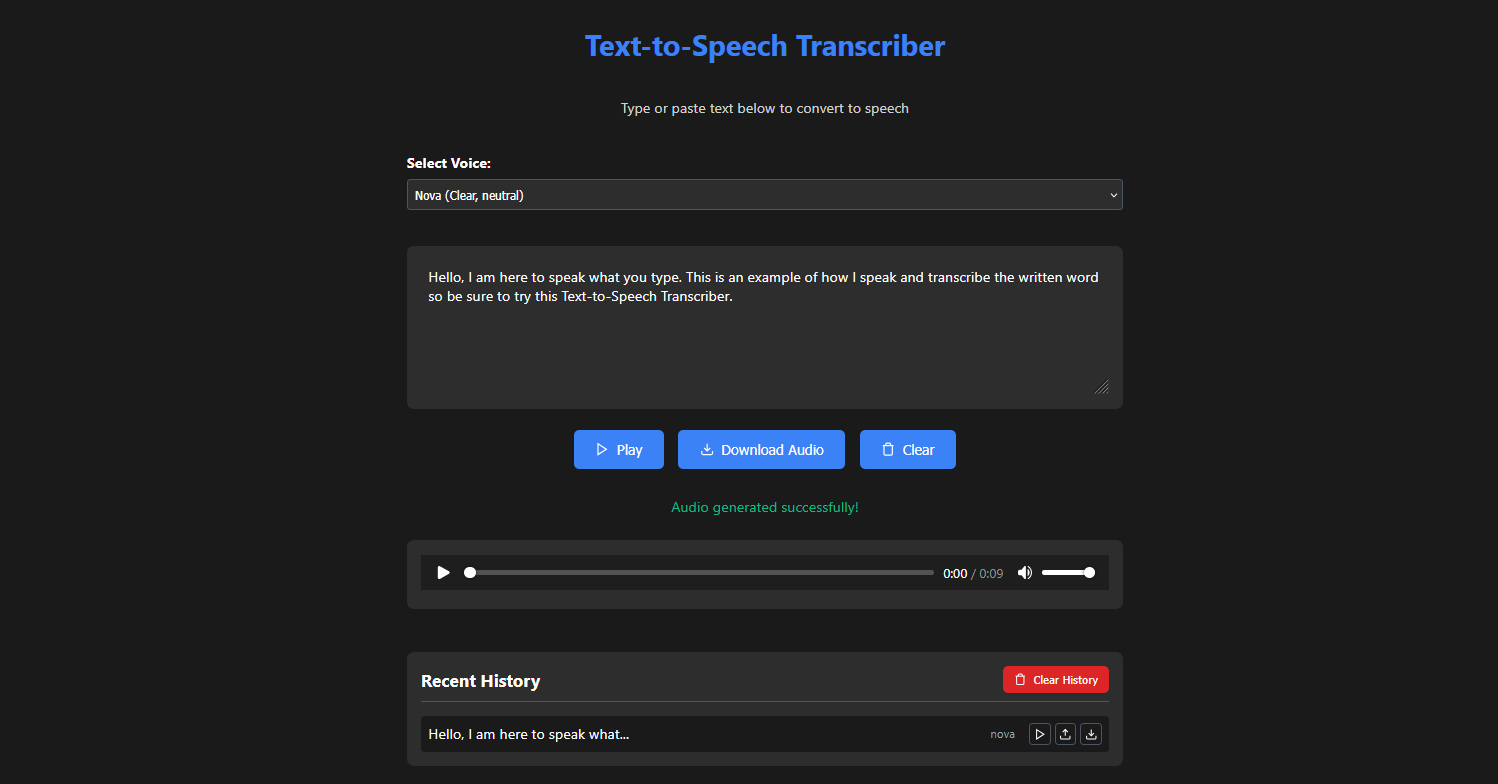 Text-to-Speech Transcriber
Type or paste text below to convert to speech
Select Voice:
Nova (Clear, neutral)
Hello, I am here to speak what you type. This is an example of how I speak and transcribe the written word
so be sure to try this Text-to-Speech Transcriber.
Play
Download Audio
Clear
Audio generated successfully!
0:00 / 0:09
Recent History
Clear History
Hello, I am here to speak what...
nova